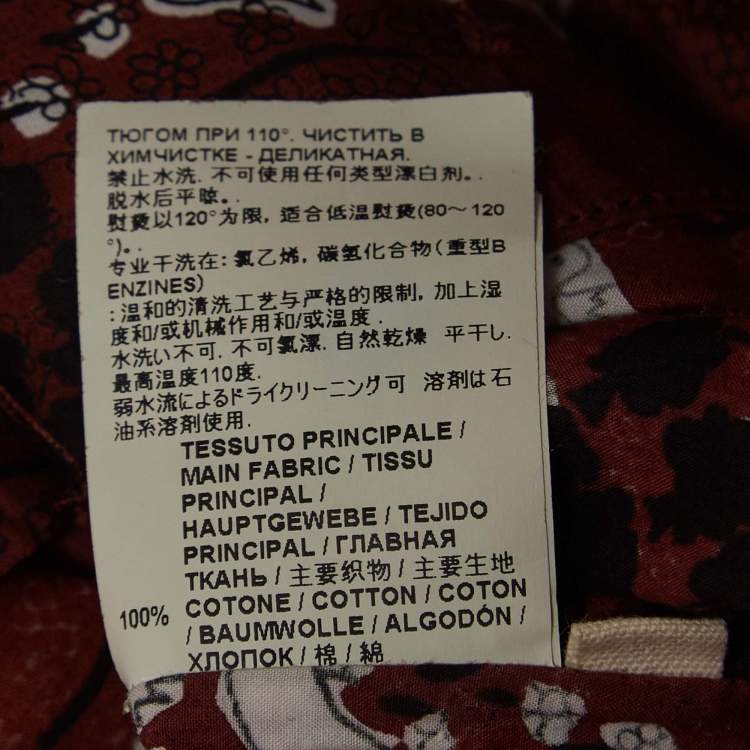 ТЮГОМ ПРИ 110°. ЧИСТИТЬ В
ХИМЧИСТКЕ - ДЕЛИКАТНАЯ.
禁止水洗. 不可使用任何类型漂白剂。.
脱水后平晾。.
熨烫以120°为限, 适合低温熨烫(80～120
°)。.
专业干洗在: 氯乙烯, 碳氢化合物 (重型B
ENZINES)
: 温和的清洗工艺与严格的限制, 加上湿
度和/或机械作用和/或温度 .
水洗い不可. 不可氯漂. 自然乾燥 平干し.
最高温度110度.
弱水流によるドライクリーニング可 溶剤は石
油系溶剤使用.
TESSUTO PRINCIPALE /
MAIN FABRIC / TISSU
PRINCIPAL /
HAUPTGEWEBE / TEJIDO
PRINCIPAL / ГЛАВНАЯ
ТКАНЬ / 主要织物 / 主要生地
100% COTONE / COTTON / COTON
/ BAUMWOLLE / ALGODÓN /
ХЛОПОК / 棉 / 綿